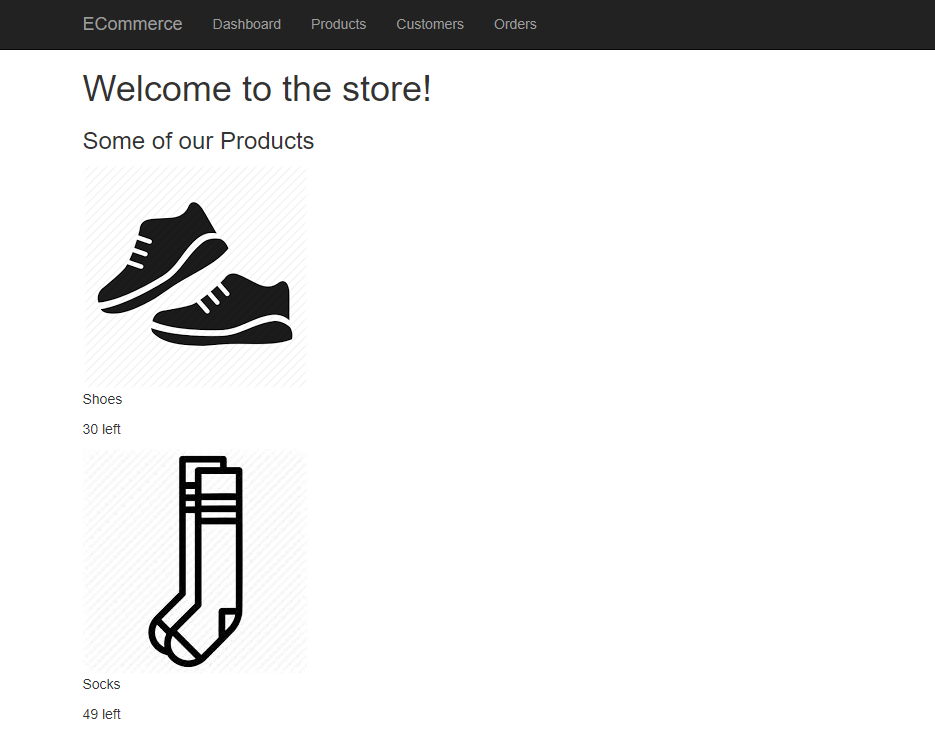 ECommerce Dashboard Products Customers Orders
Welcome to the store!
Some of our Products
Shoes
30 left
Socks
49 left